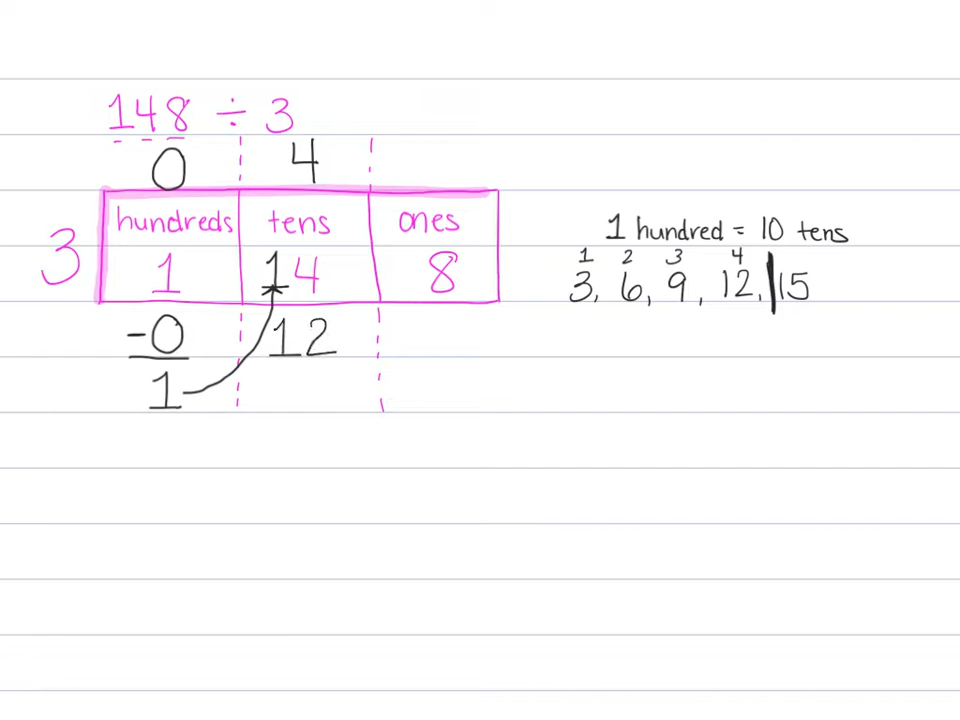 148 ÷ 3
0 4
hundreds tens ones
3 1 14 8
-0 12
1
1 hundred = 10 tens
1 2 3 4
3, 6, 9, 12, 15